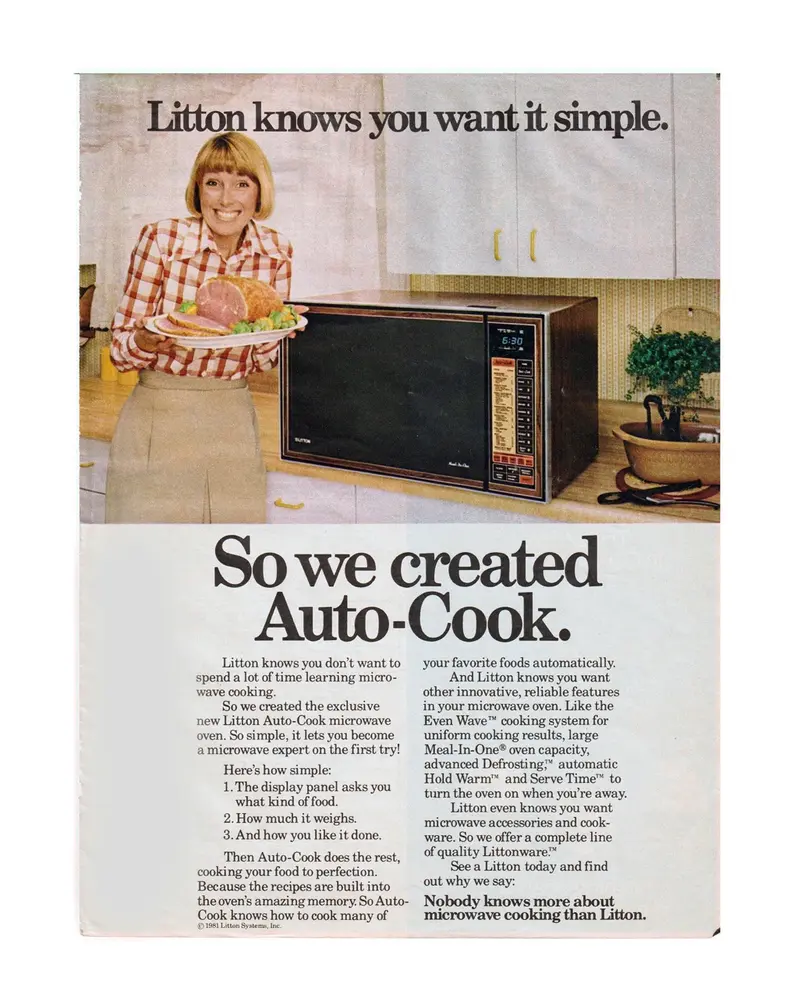 Litton knows you want it simple.
6:30
LITTON
So we created
Auto-Cook.
Litton knows you don't want to
spend a lot of time learning micro-
wave cooking.
So we created the exclusive
new Litton Auto-Cook microwave
oven. So simple, it lets you become
a microwave expert on the first try!
Here's how simple:
1. The display panel asks you
what kind of food.
2. How much it weighs.
3. And how you like it done.
Then Auto-Cook does the rest,
cooking your food to perfection.
Because the recipes are built into
the oven's amazing memory. So Auto-
Cook knows how to cook many of
© 1981 Litton Systems, Inc.
your favorite foods automatically.
And Litton knows you want
other innovative, reliable features
in your microwave oven. Like the
Even Wave™ cooking system for
uniform cooking results, large
Meal-In-One® oven capacity,
advanced Defrosting,™ automatic
Hold Warm™ and Serve Time™ to
turn the oven on when you're away.
Litton even knows you want
microwave accessories and cook-
ware. So we offer a complete line
of quality Littonware.™
See a Litton today and find
out why we say:
Nobody knows more about
microwave cooking than Litton.